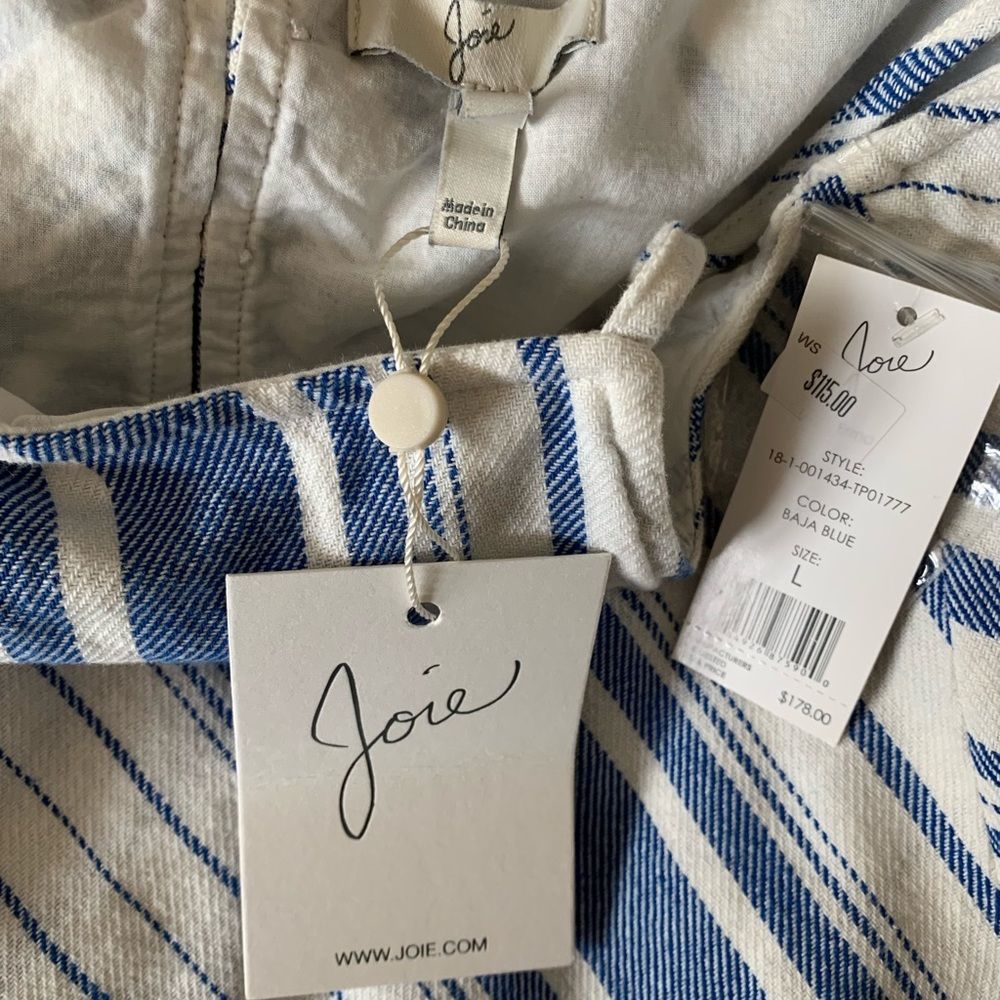 Joie
Made in
China
WS
Joie
$115.00
STYLE:
18-1-001434-TP01777
COLOR:
BAJA BLUE
SIZE:
L
$178.00
Joie
WWW.JOIE.COM